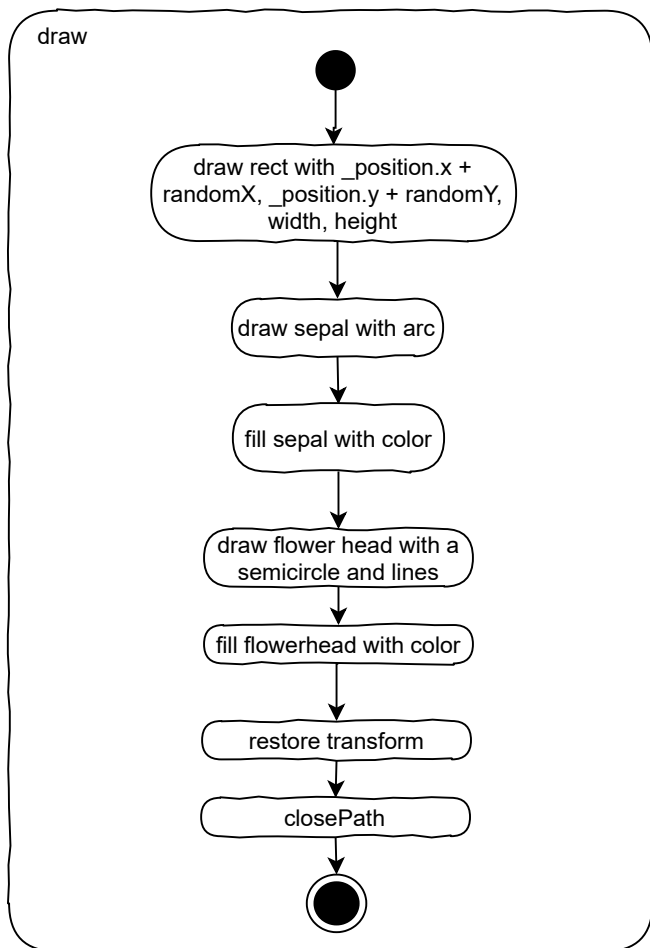 draw
draw rect with _position.x +
randomX, _position.y + randomY,
width, height
draw sepal with arc
fill sepal with color
draw flower head with a
semicircle and lines
fill flowerhead with color
restore transform
closePath